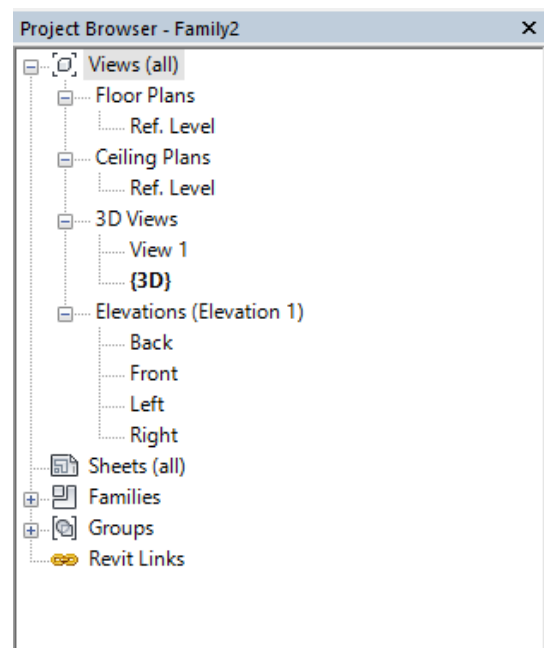 Project Browser - Family2
Views (all)
Floor Plans
Ref. Level
Ceiling Plans
Ref. Level
3D Views
View 1
{3D}
Elevations (Elevation 1)
Back
Front
Left
Right
Sheets (all)
Families
Groups
Revit Links